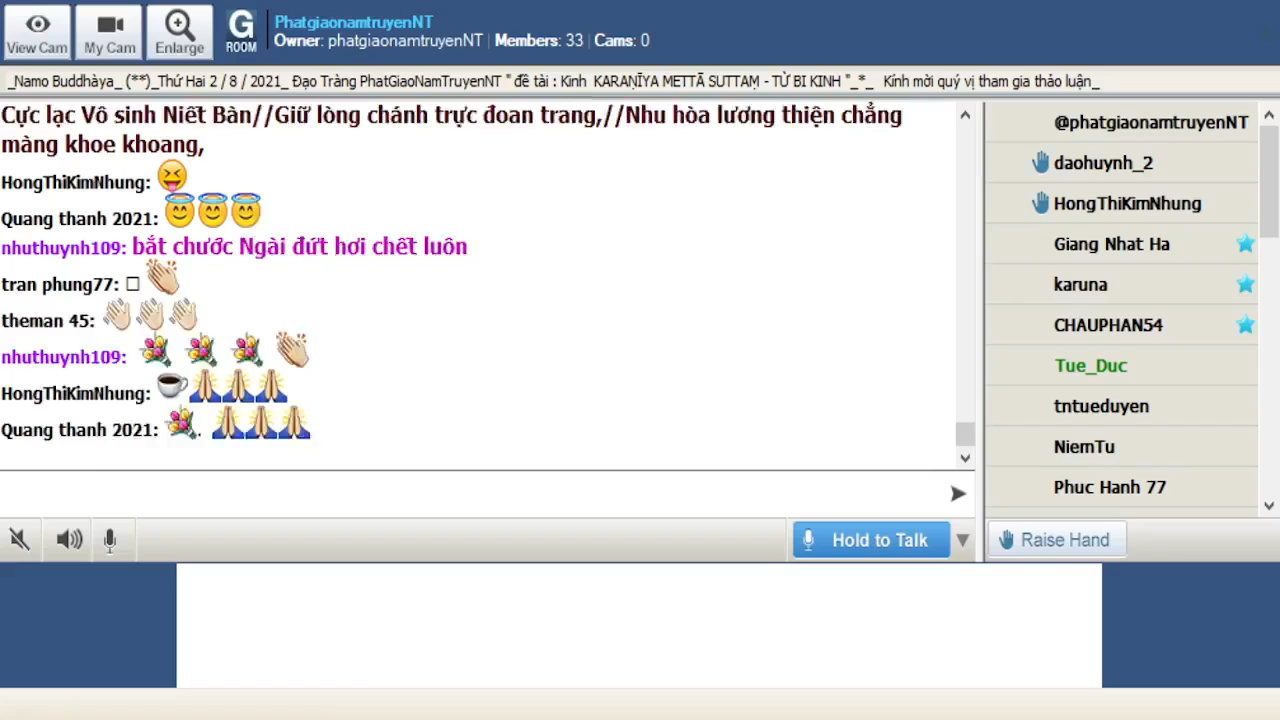 View Cam
My Cam
Enlarge
G
ROOM
PhatgiaonamtruyenNT
Owner: phatgiaonamtruyenNT | Members: 33 | Cams: 0
_Namo Buddhàya_ (**)_Thứ Hai 2 / 8 / 2021_ Đạo Tràng PhatGiaoNamTruyenNT " đề tài : Kinh KARAṆĪYA METTĀ SUTTAṂ - TỪ BI KINH "_*_ Kính mời quý vị tham gia thảo luận_
Cực lạc Vô sinh Niết Bàn//Giữ lòng chánh trực đoan trang,//Nhu hòa lương thiện chẳng
màng khoe khoang,
HongThiKimNhung:
Quang thanh 2021:
nhuthuynh109: bắt chước Ngài đứt hơi chết luôn
tran phung77:
theman 45:
nhuthuynh109:
HongThiKimNhung:
Quang thanh 2021: .
@phatgiaonamtruyenNT
daohuynh_2
HongThiKimNhung
Giang Nhat Ha
karuna
CHAUPHAN54
Tue_Duc
tntueduyen
NiemTu
Phuc Hanh 77
Hold to Talk
Raise Hand